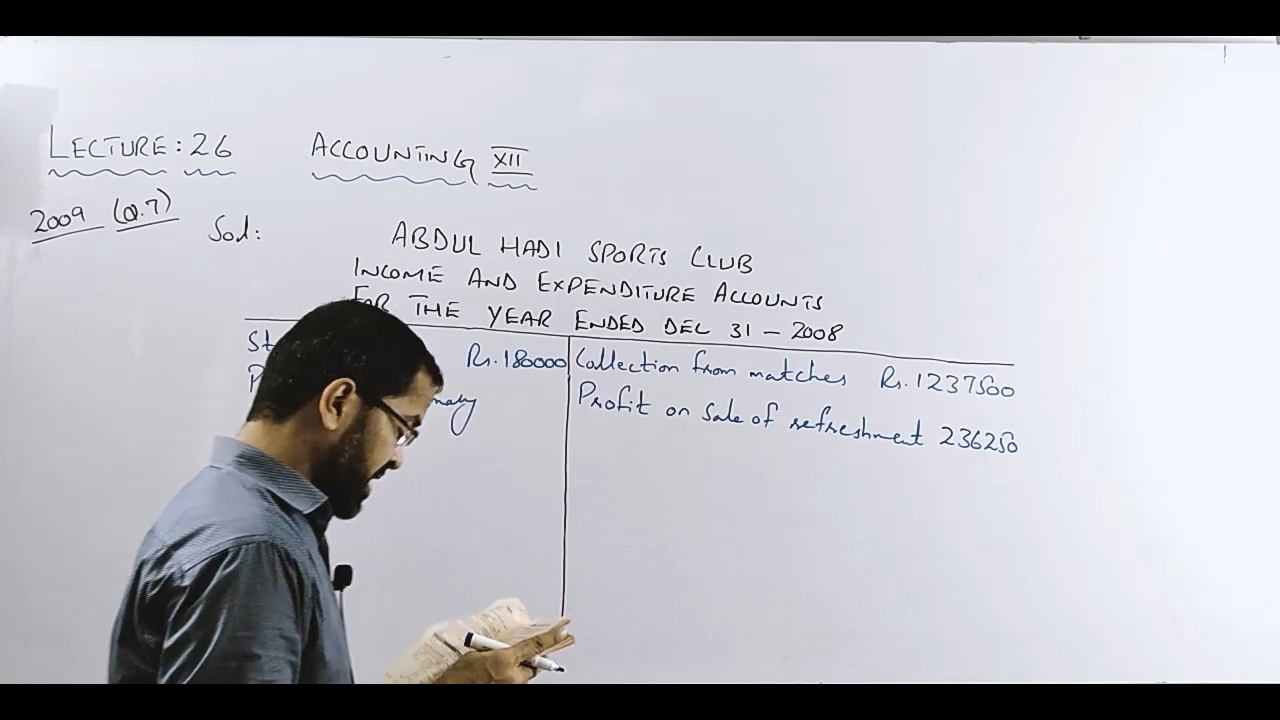 LECTURE: 26 ACCOUNTING XII
2009 (Q.7) Sol:
ABDUL HADI SPORTS CLUB
INCOME AND EXPENDITURE ACCOUNTS
FOR THE YEAR ENDED DEC 31 – 2008
Rs. 180000 Collection from matches Rs. 1237500
Profit on sale of refreshment 236250